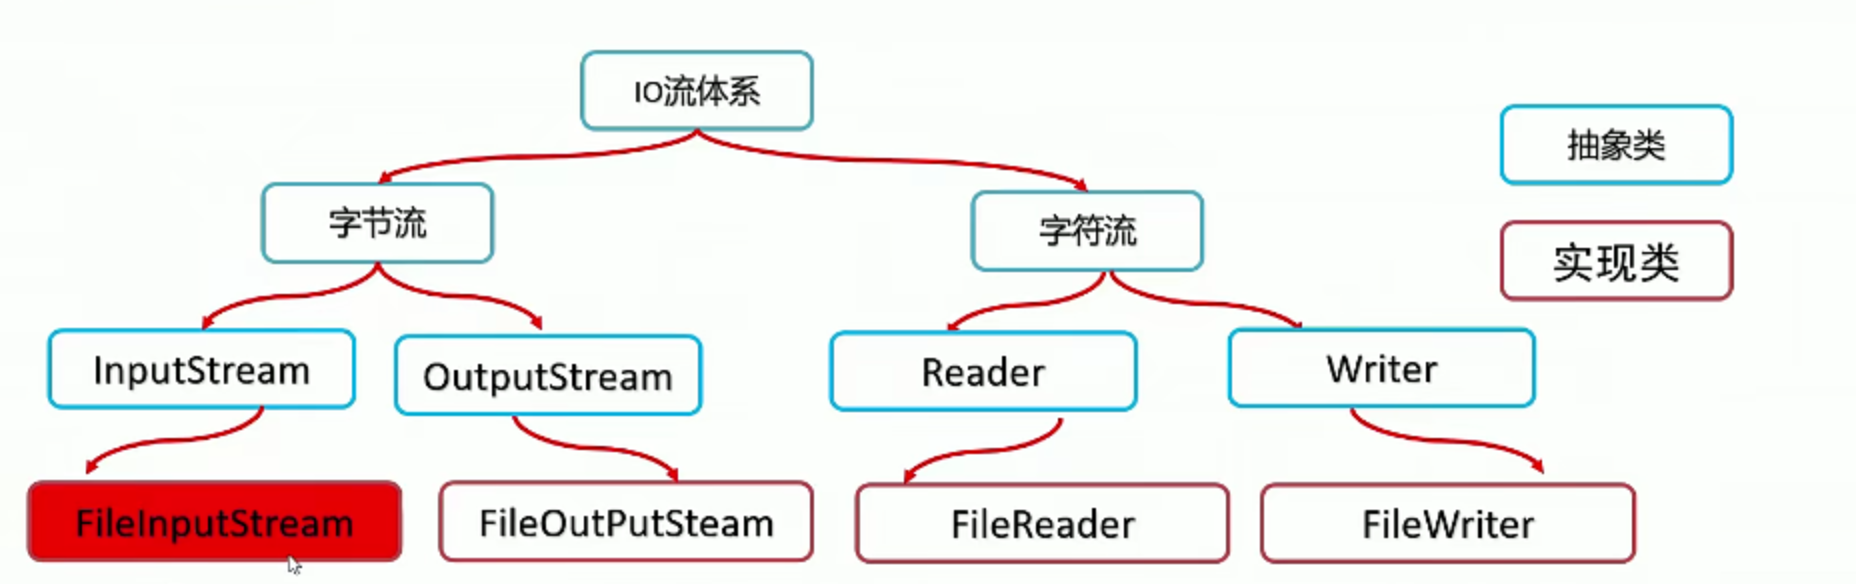 IO流体系
抽象类
字节流
字符流
实现类
InputStream
OutputStream
Reader
Writer
FileInputStream
FileOutPutSteam
FileReader
FileWriter